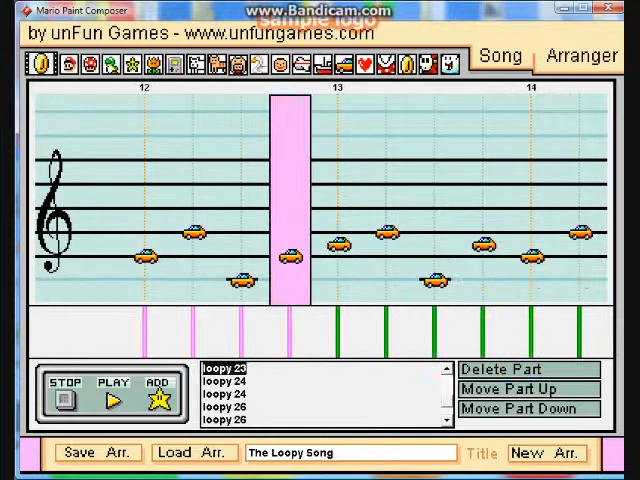 Mario Paint Composer
www.Bandicam.com
sample logo
by unFun Games - www.unfungames.com
Song
Arranger
12
13
14
STOP
PLAY
ADD
loopy 23
loopy 24
loopy 24
loopy 26
loopy 26
Delete Part
Move Part Up
Move Part Down
Save Arr.
Load Arr.
The Loopy Song
Title
New Arr.